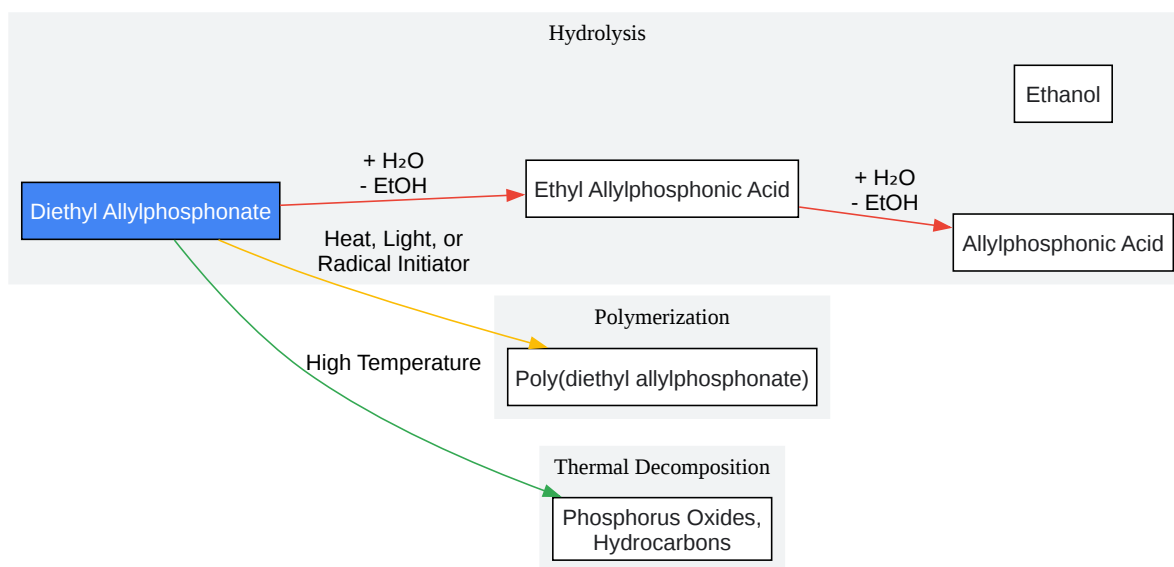 Hydrolysis
Ethanol
Diethyl Allylphosphonate
+ H₂O
- EtOH
Ethyl Allylphosphonic Acid
+ H₂O
- EtOH
Allylphosphonic Acid
Heat, Light, or
Radical Initiator
Polymerization
Poly(diethyl allylphosphonate)
High Temperature
Thermal Decomposition
Phosphorus Oxides,
Hydrocarbons